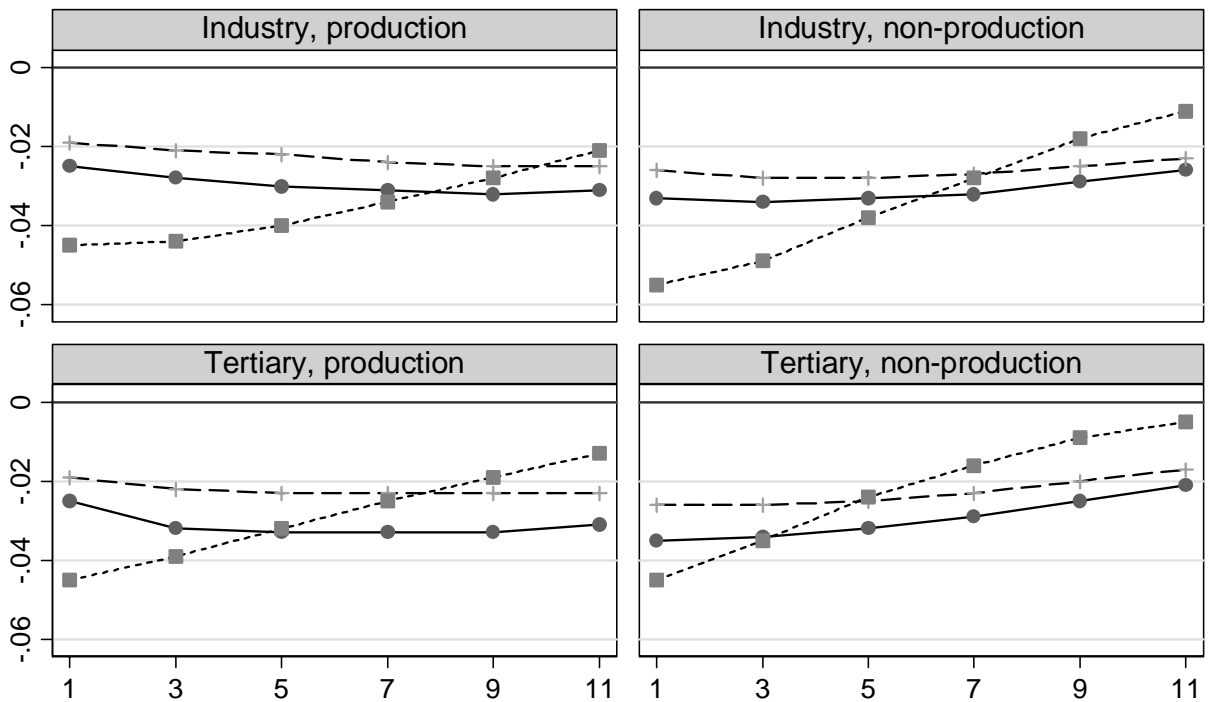 Industry, production
Industry, non-production
0
-.02
-.04
-.06
Tertiary, production
Tertiary, non-production
0
-.02
-.04
-.06
1 3 5 7 9 11
1 3 5 7 9 11